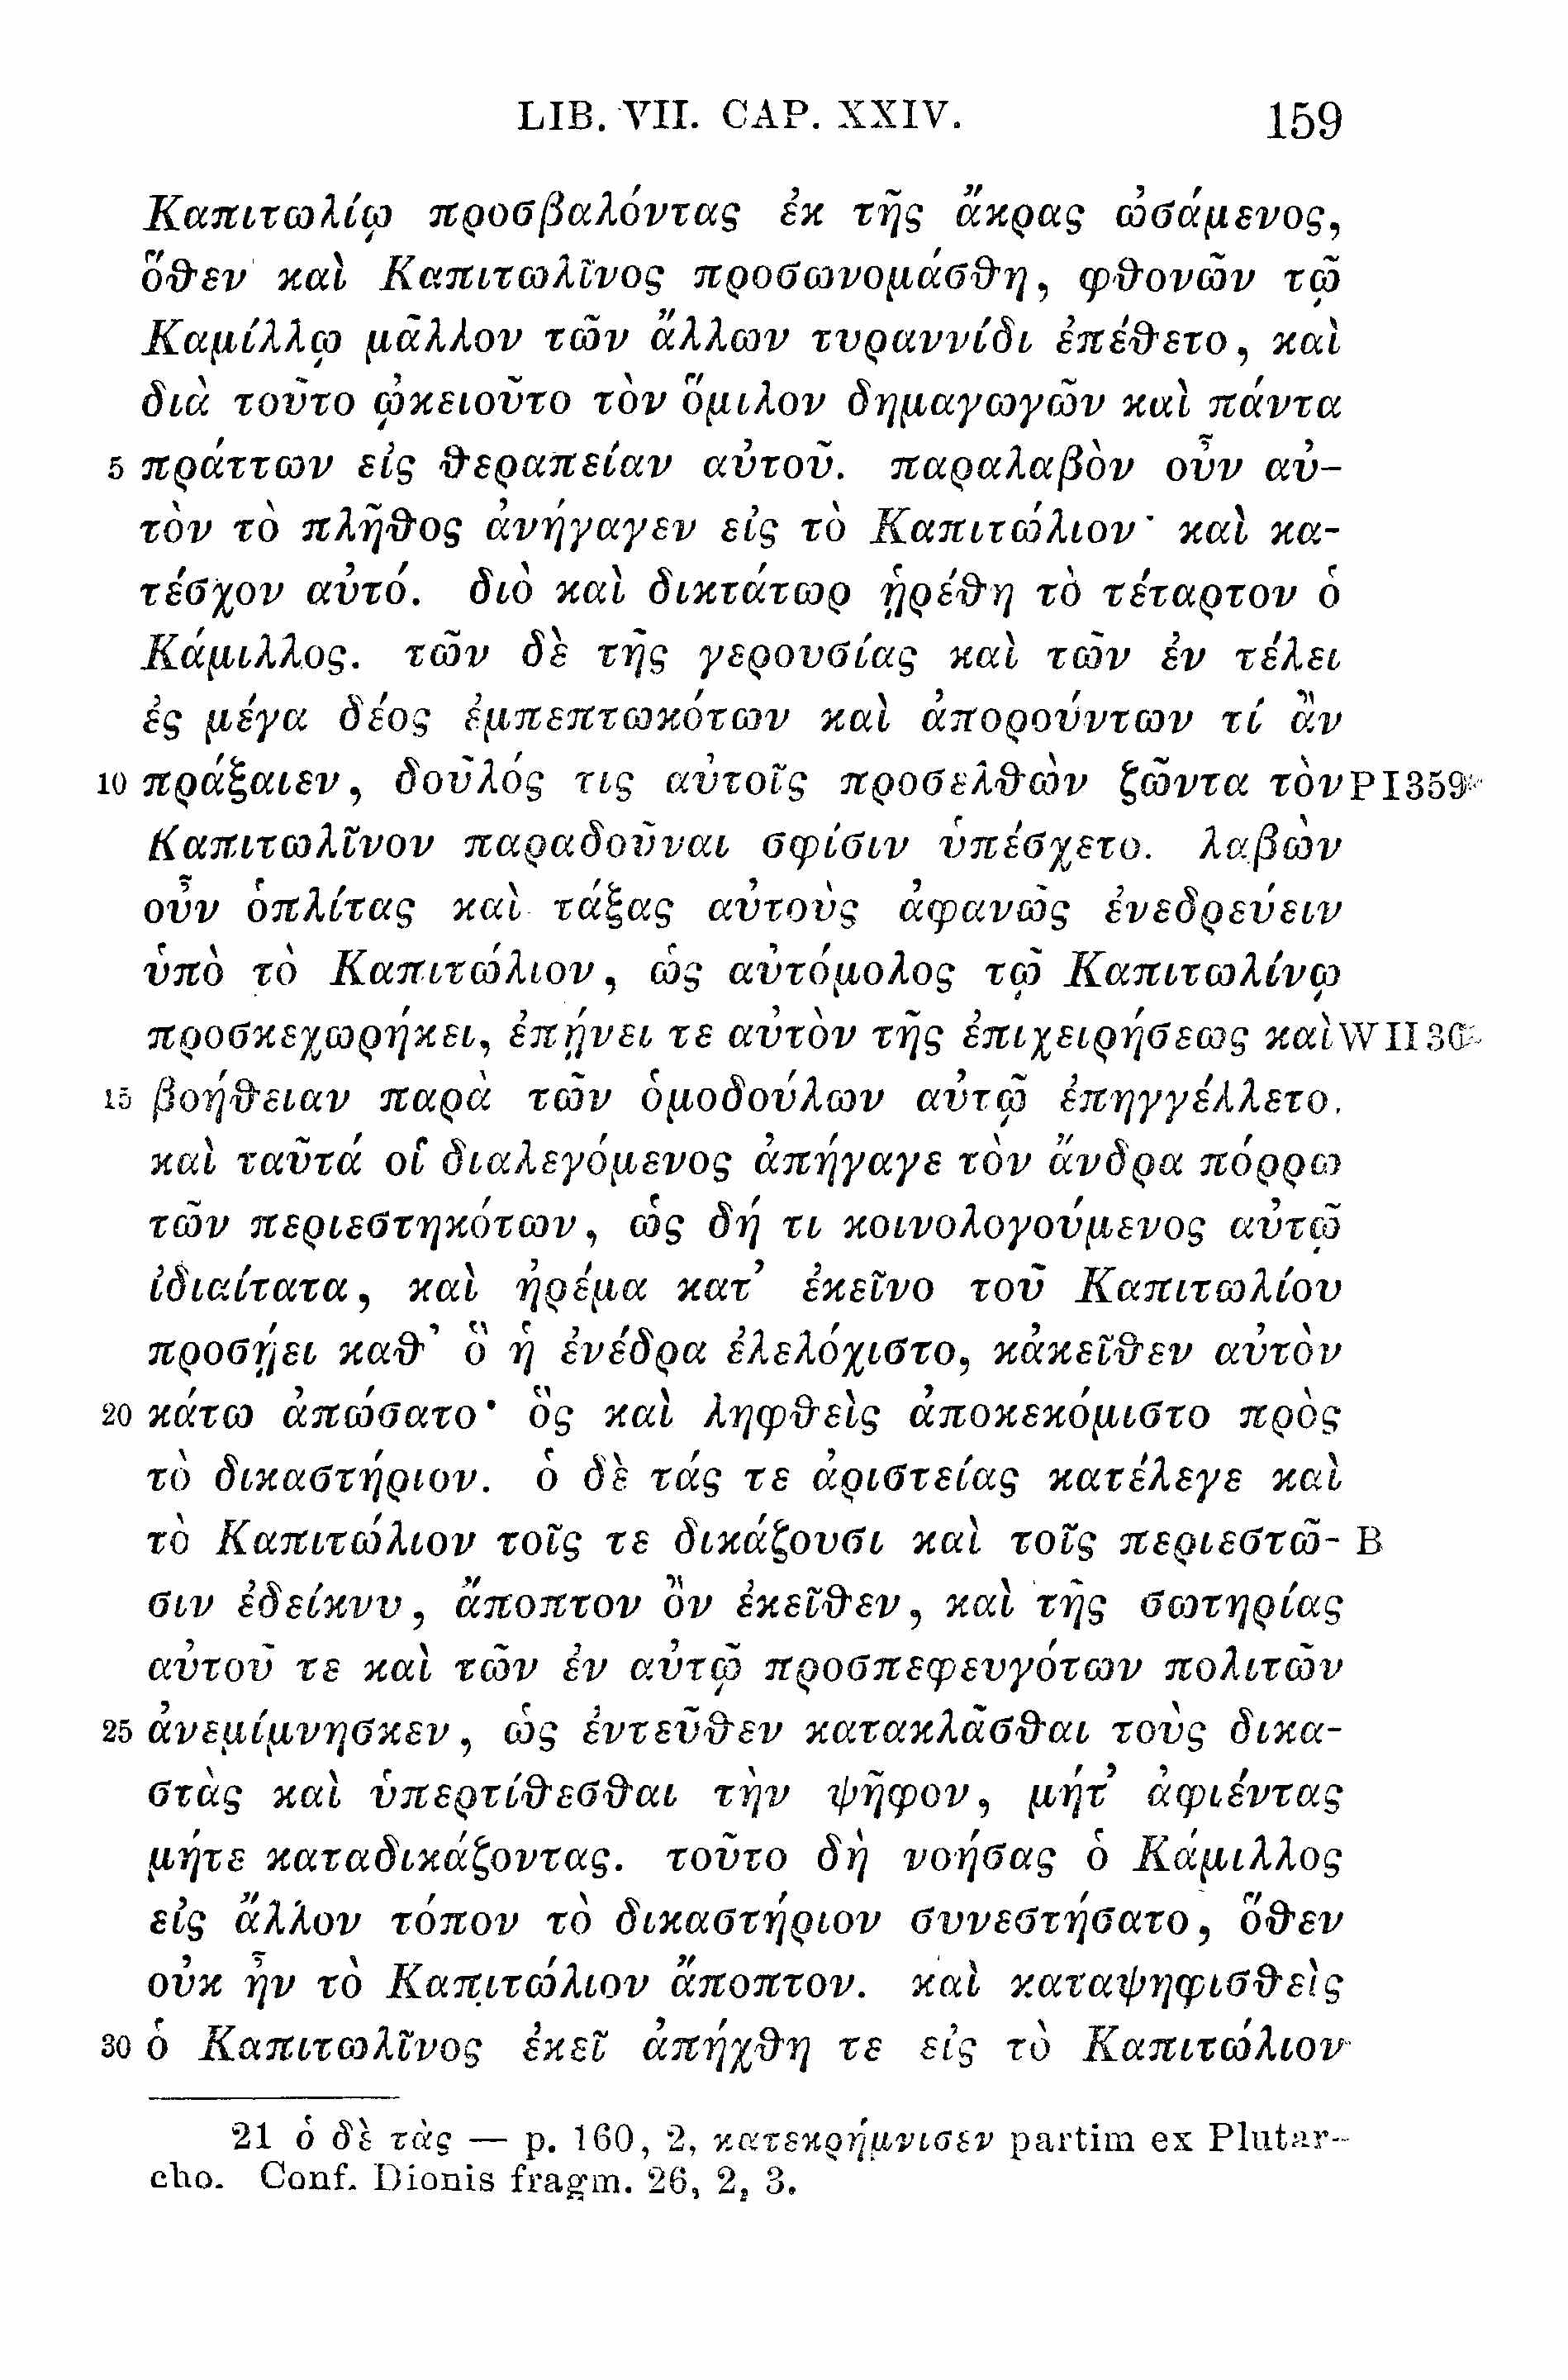 LIB. VII. CAP. XXIV. 159
Καπιτωλίῳ προσβαλόντας ἐκ τῆς ἄκρας ὠσάμενος,
ὅθεν καὶ Καπιτωλῖνος προσωνομάσθη, φθονῶν τῷ
Καμίλλῳ μᾶλλον τῶν ἄλλων τυραννίδι ἐπέθετο, καὶ
διὰ τοῦτο ᾠκειοῦτο τὸν ὅμιλον δημαγωγῶν καὶ πάντα
5 πράττων εἰς θεραπείαν αὐτοῦ. παραλαβὸν οὖν αὐ-
τὸν τὸ πλῆθος ἀνήγαγεν εἰς τὸ Καπιτώλιον· καὶ κα-
τέσχον αὐτό. διὸ καὶ δικτάτωρ ᾑρέθη τὸ τέταρτον ὁ
Κάμιλλος. τῶν δὲ τῆς γερουσίας καὶ τῶν ἐν τέλει
ἐς μέγα δέος ἐμπεπτωκότων καὶ ἀπορούντων τί ἂν
10 πράξαιεν, δοῦλός τις αὐτοῖς προσελθὼν ζῶντα τὸν P I 359
Καπιτωλῖνον παραδοῦναι σφίσιν ὑπέσχετο. λαβὼν
οὖν ὁπλίτας καὶ τάξας αὐτοὺς ἀφανῶς ἐνεδρεύειν
ὑπὸ τὸ Καπιτώλιον, ὡς αὐτόμολος τῷ Καπιτωλίνῳ
προσκεχωρήκει, ἐπῄνει τε αὐτὸν τῆς ἐπιχειρήσεως καὶ W II
15 βοήθειαν παρὰ τῶν ὁμοδούλων αὐτῷ ἐπηγγέλλετο.
καὶ ταῦτά οἱ διαλεγόμενος ἀπήγαγε τὸν ἄνδρα πόρρω
τῶν περιεστηκότων, ὡς δή τι κοινολογούμενος αὐτῷ
ἰδιαίτατα, καὶ ἠρέμα κατ’ ἐκεῖνο τοῦ Καπιτωλίου
προσῄει καθ’ ὃ ἡ ἐνέδρα ἐλελόχιστο, κἀκεῖθεν αὐτὸν
20 κάτω ἀπώσατο· ὃς καὶ ληφθεὶς ἀποκεκόμιστο πρὸς
τὸ δικαστήριον. ὁ δὲ τάς τε ἀριστείας κατέλεγε καὶ
τὸ Καπιτώλιον τοῖς τε δικάζουσι καὶ τοῖς περιεστῶ- B
σιν ἐδείκνυ, ἄποπτον ὂν ἐκεῖθεν, καὶ τῆς σωτηρίας
αὐτοῦ τε καὶ τῶν ἐν αὐτῷ προσπεφευγότων πολιτῶν
25 ἀνεμίμνησκεν, ὡς ἐντεῦθεν κατακλᾶσθαι τοὺς δικα-
στὰς καὶ ὑπερτίθεσθαι τὴν ψῆφον, μήτ’ ἀφιέντας
μήτε καταδικάζοντας. τοῦτο δὴ νοήσας ὁ Κάμιλλος
εἰς ἄλλον τόπον τὸ δικαστήριον συνεστήσατο, ὅθεν
οὐκ ἦν τὸ Καπιτώλιον ἄποπτον. καὶ καταψηφισθεὶς
30 ὁ Καπιτωλῖνος ἐκεῖ ἀπήχθη τε εἰς τὸ Καπιτώλιον
21 ὁ δὲ τὰς — p. 160, 2, κατεκρήμνισεν partim ex Plutar-
cho. Conf. Dionis fragm. 26, 2, 3.